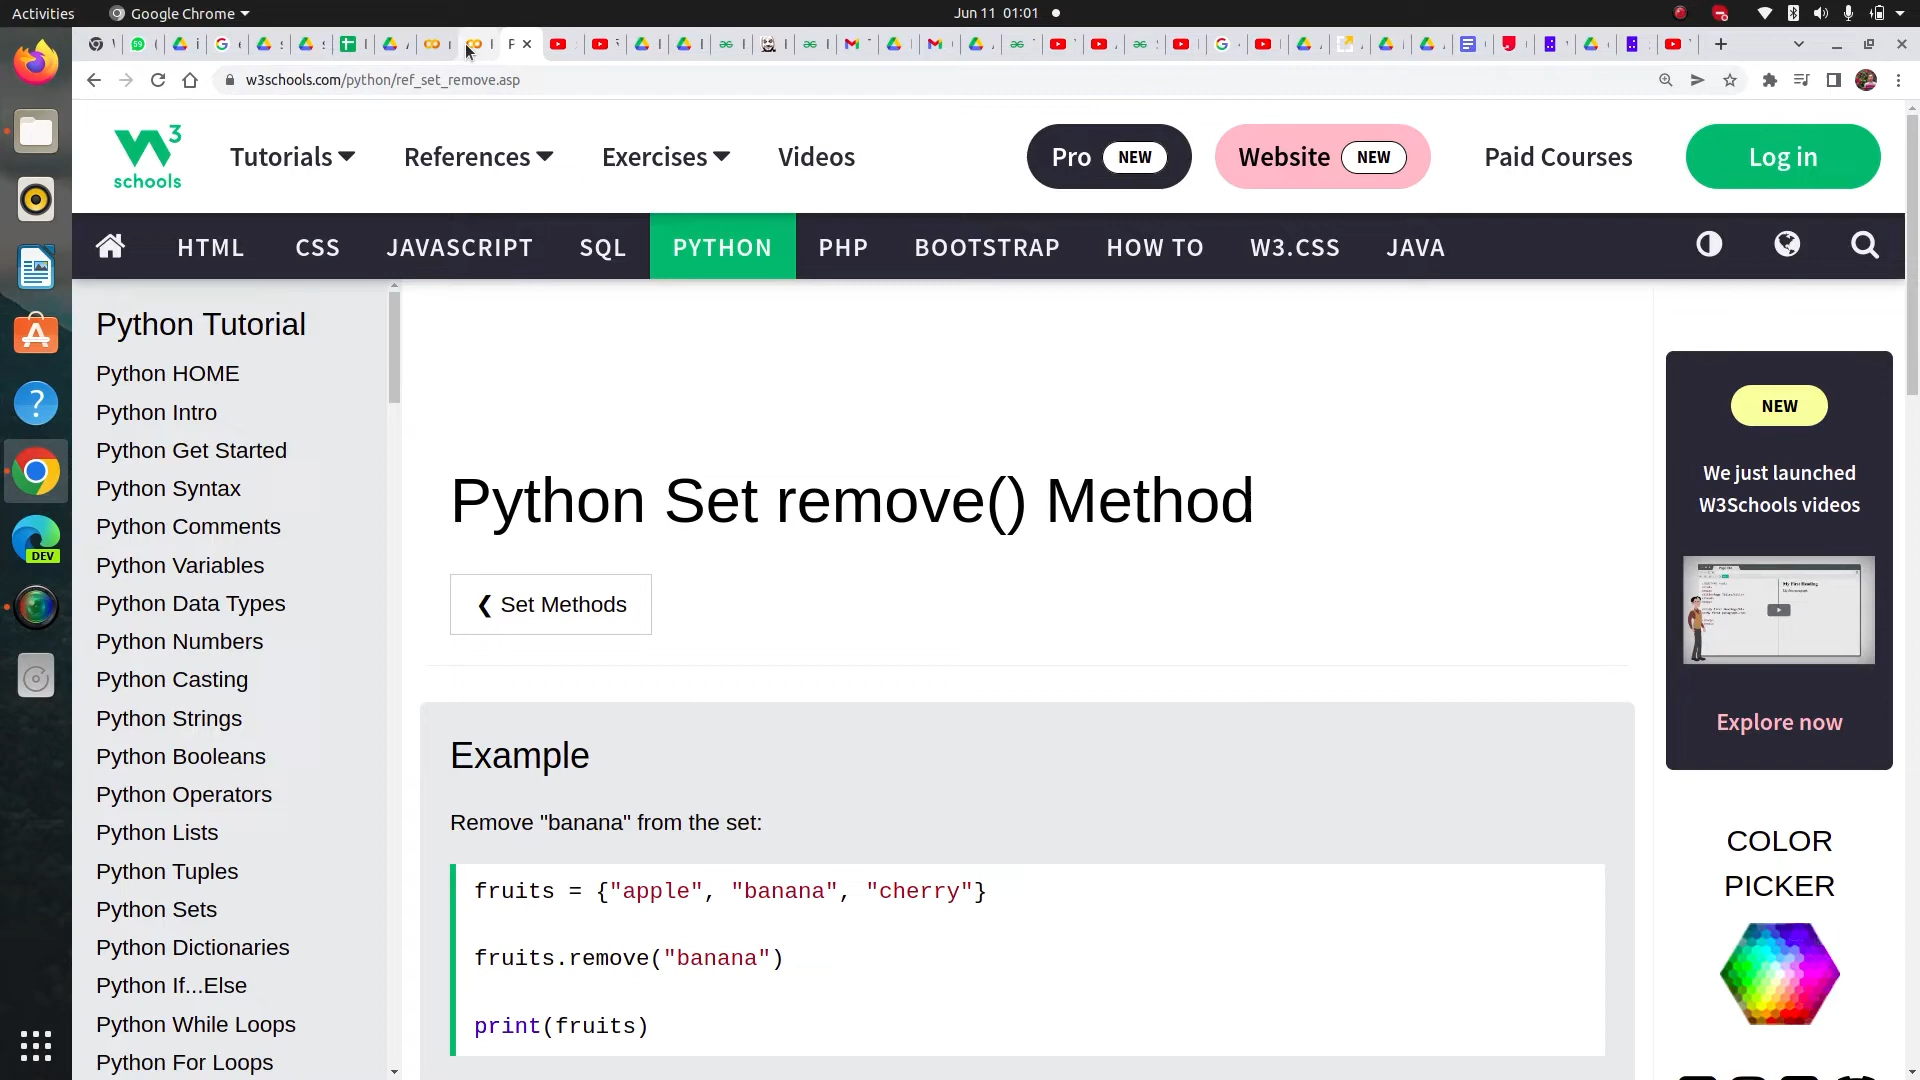 Activities
Google Chrome
Jun 11 01:01
w3schools.com/python/ref_set_remove.asp
W3 schools
Tutorials
References
Exercises
Videos
Pro NEW
Website NEW
Paid Courses
Log in
HTML
CSS
JAVASCRIPT
SQL
PYTHON
PHP
BOOTSTRAP
HOW TO
W3.CSS
JAVA
Python Tutorial
Python HOME
Python Intro
Python Get Started
Python Syntax
Python Comments
Python Variables
Python Data Types
Python Numbers
Python Casting
Python Strings
Python Booleans
Python Operators
Python Lists
Python Tuples
Python Sets
Python Dictionaries
Python If...Else
Python While Loops
Python For Loops
Python Set remove() Method
❮ Set Methods
Example
Remove "banana" from the set:
fruits = {"apple", "banana", "cherry"}
fruits.remove("banana")
print(fruits)
NEW
We just launched
W3Schools videos
Explore now
COLOR
PICKER
DEV